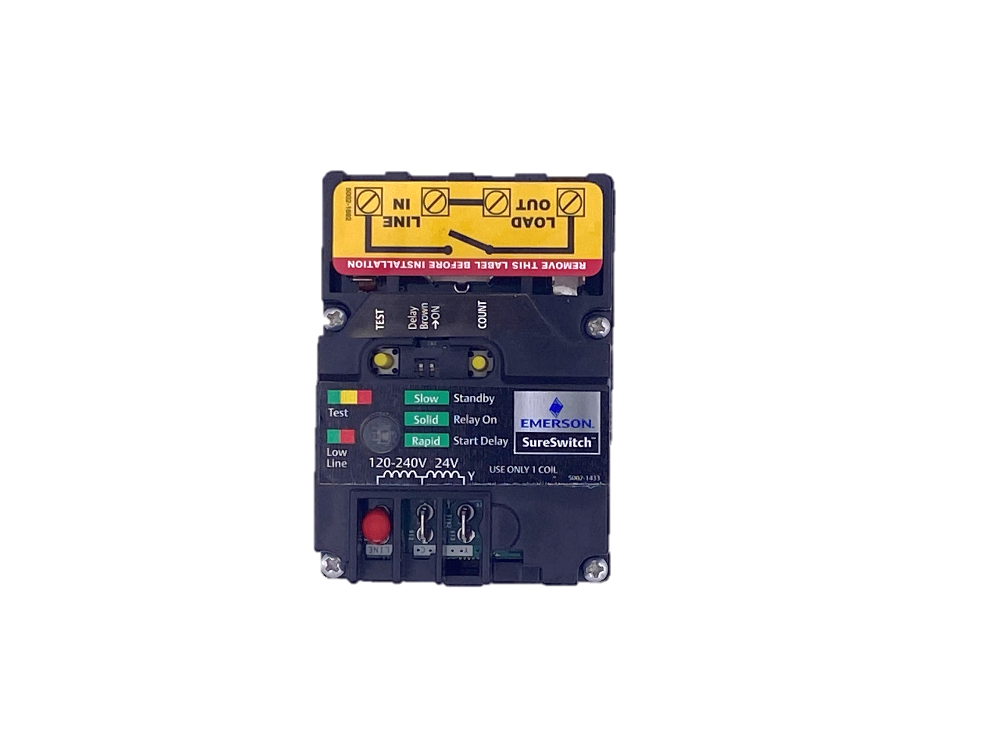 5002-1692
LINE IN
LOAD OUT
REMOVE THIS LABEL BEFORE INSTALLATION
TEST
Delay
Brown
→ON
COUNT
Test
Low
Line
Slow Standby
Solid Relay On
Rapid Start Delay
EMERSON.
SureSwitch™
120-240V 24V
Y
USE ONLY 1 COIL
5002-1433
LINE
C
Y